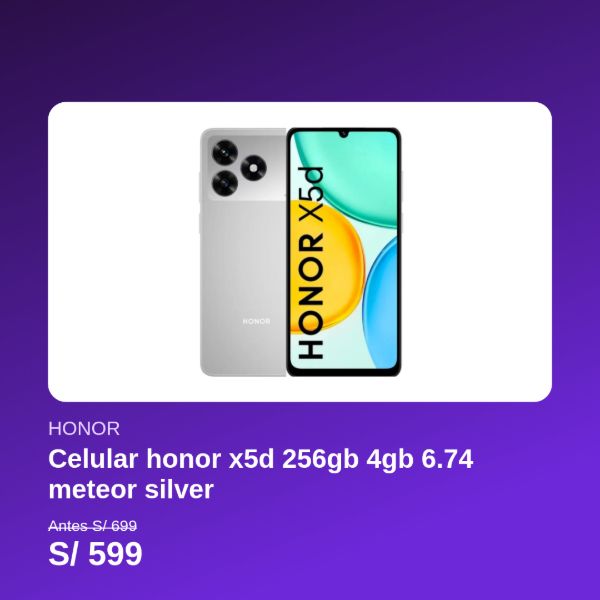 HONOR
HONOR X5d
HONOR
Celular honor x5d 256gb 4gb 6.74
meteor silver
Antes S/ 699
S/ 599